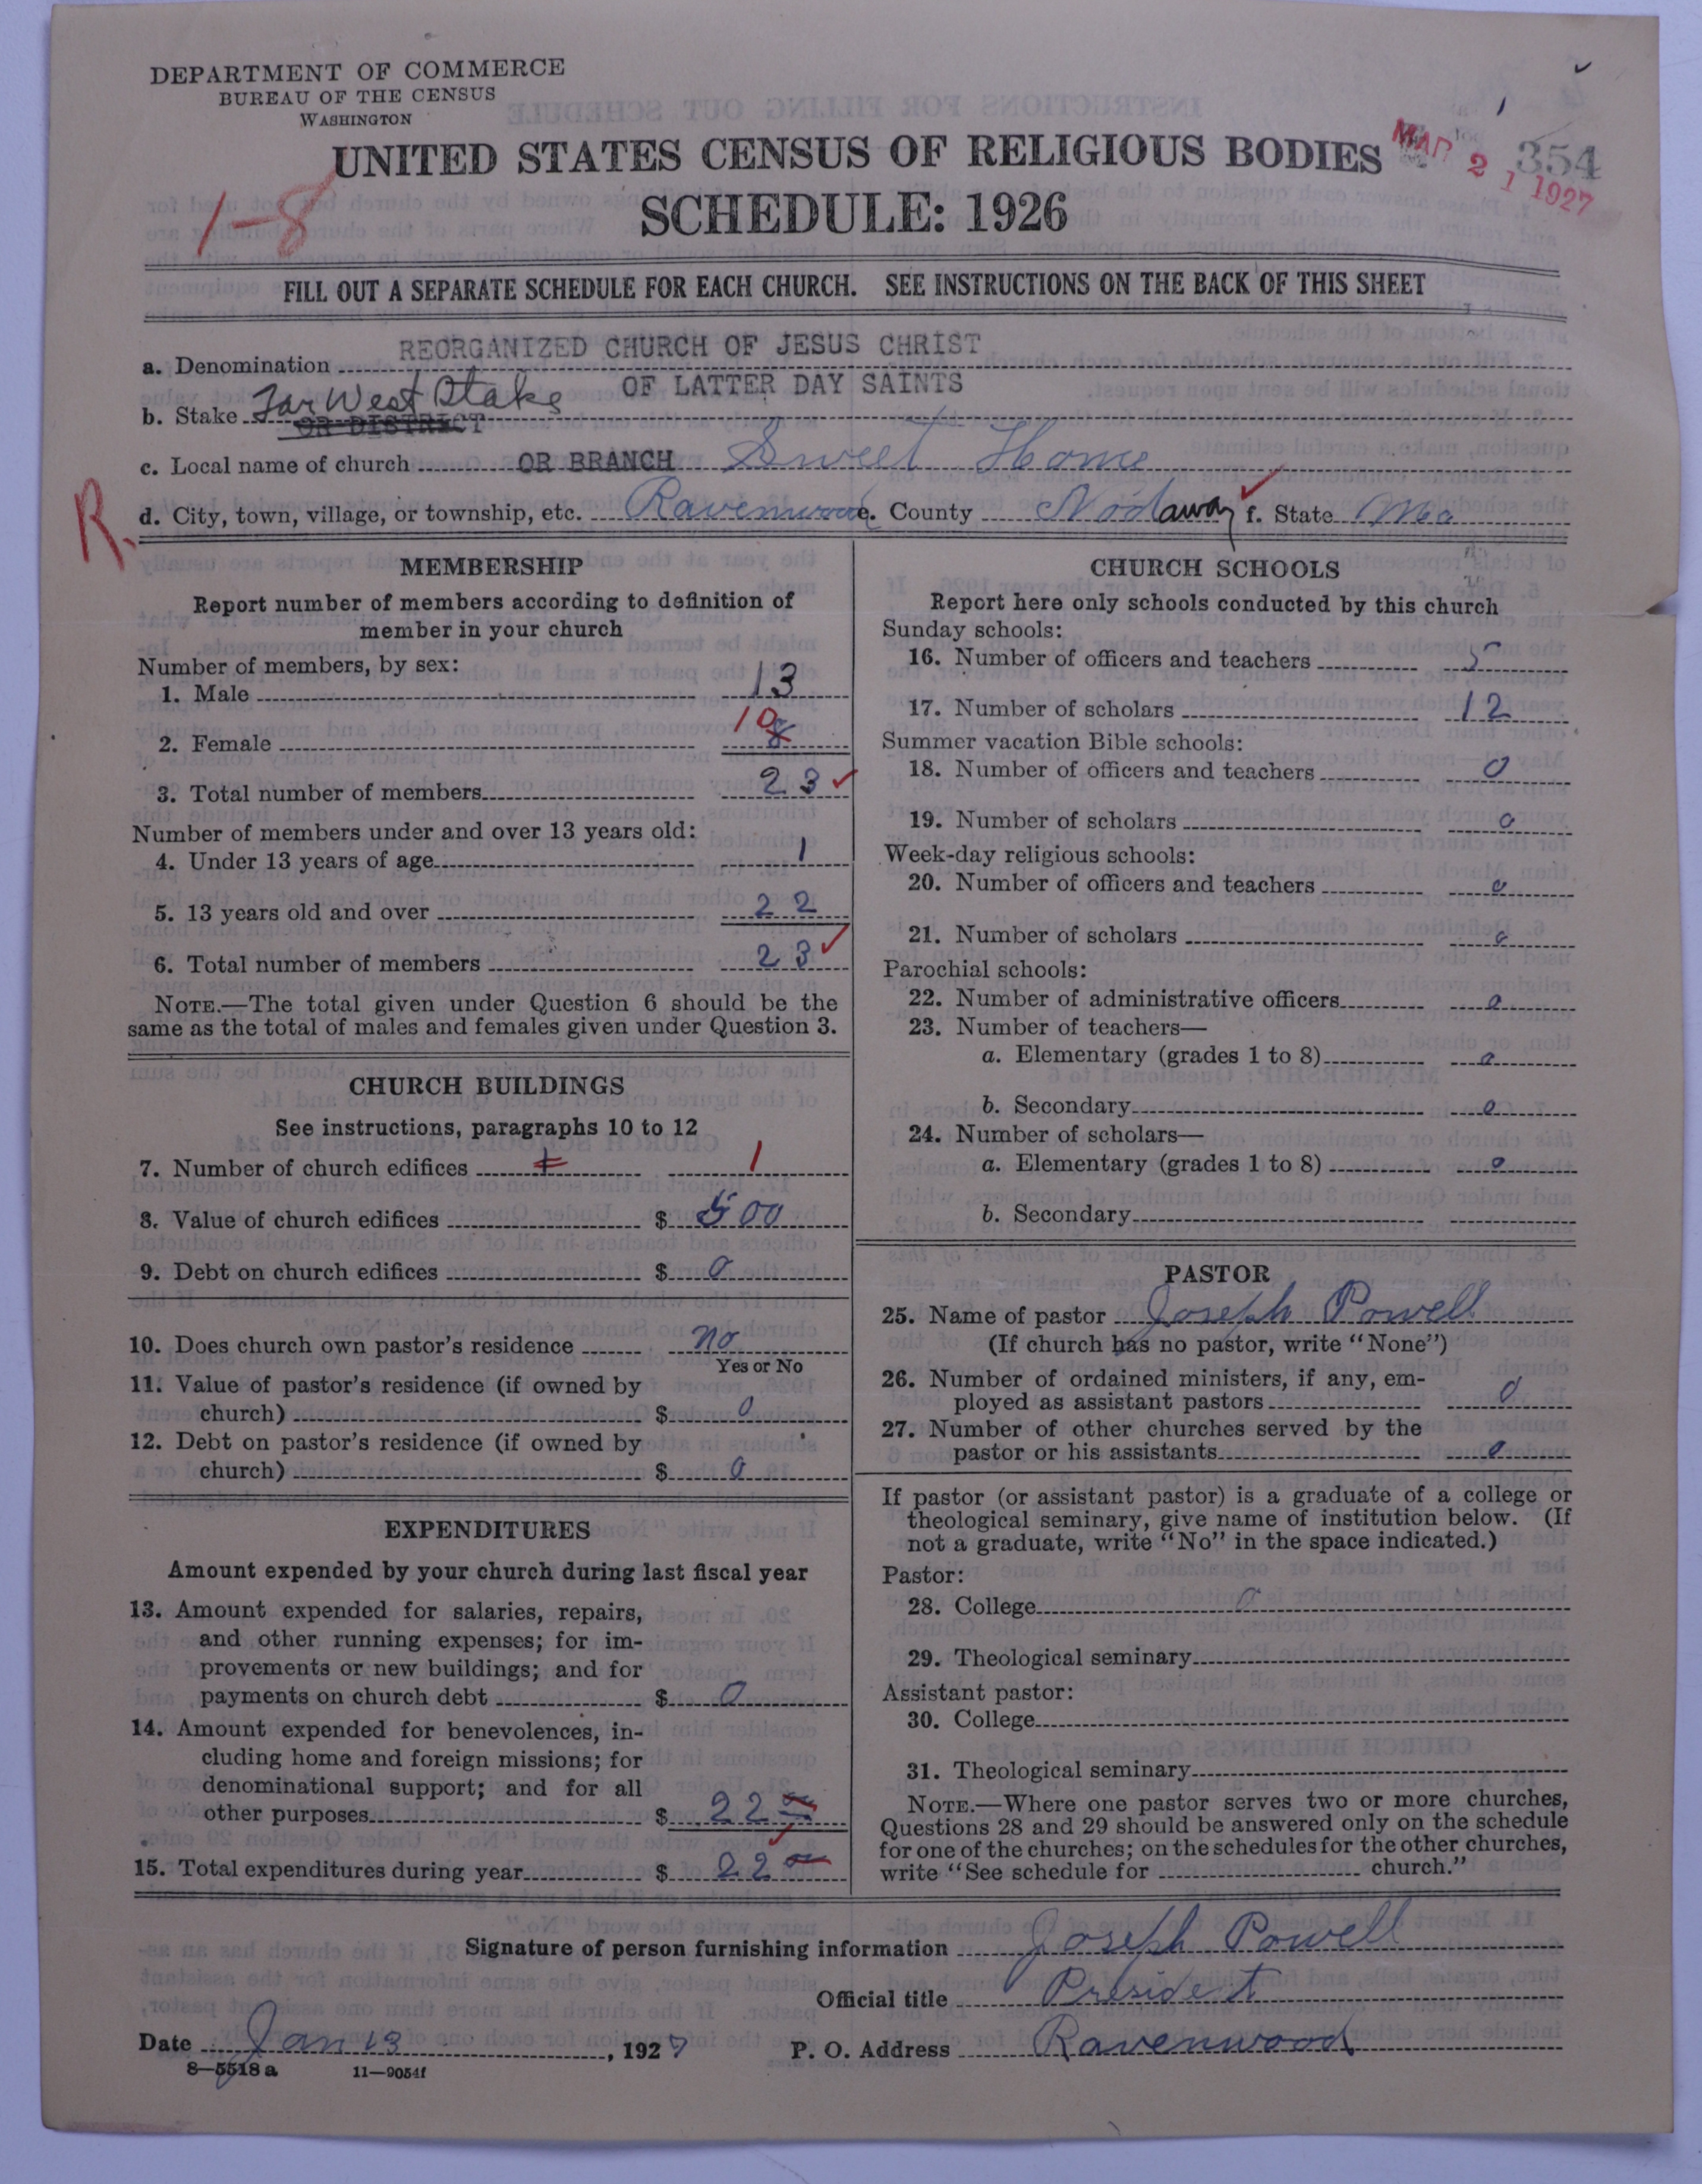 DEPARTMENT OF COMMERCE
BUREAU OF THE CENSUS
WASHINGTON
UNITED STATES CENSUS OF RELIGIOUS BODIES
SCHEDULE: 1926
MAR 21 1927
354
1-8
FILL OUT A SEPARATE SCHEDULE FOR EACH CHURCH. SEE INSTRUCTIONS ON THE BACK OF THIS SHEET
a. Denomination REORGANIZED CHURCH OF JESUS CHRIST
OF LATTER DAY SAINTS
b. Stake Far West Stake
OR DISTRICT
c. Local name of church OR BRANCH Sweet Home
R.
d. City, town, village, or township, etc. Ravenwood e. County Nodaway f. State Mo
MEMBERSHIP
Report number of members according to definition of
member in your church
Number of members, by sex:
1. Male 13
2. Female 10 8
3. Total number of members 23
Number of members under and over 13 years old:
4. Under 13 years of age 1
5. 13 years old and over 22
6. Total number of members 23
NOTE.—The total given under Question 6 should be the
same as the total of males and females given under Question 3.
CHURCH BUILDINGS
See instructions, paragraphs 10 to 12
7. Number of church edifices 1 1
8. Value of church edifices $ 500
9. Debt on church edifices $ 0
10. Does church own pastor's residence no
Yes or No
11. Value of pastor's residence (if owned by
church) $ 0
12. Debt on pastor's residence (if owned by
church) $ 0
EXPENDITURES
Amount expended by your church during last fiscal year
13. Amount expended for salaries, repairs,
and other running expenses; for im-
provements or new buildings; and for
payments on church debt $ 0
14. Amount expended for benevolences, in-
cluding home and foreign missions; for
denominational support; and for all
other purposes $ 22 00
15. Total expenditures during year $ 22 00
CHURCH SCHOOLS
Report here only schools conducted by this church
Sunday schools:
16. Number of officers and teachers 5
17. Number of scholars 12
Summer vacation Bible schools:
18. Number of officers and teachers 0
19. Number of scholars 0
Week-day religious schools:
20. Number of officers and teachers 0
21. Number of scholars 0
Parochial schools:
22. Number of administrative officers 0
23. Number of teachers—
a. Elementary (grades 1 to 8) 0
b. Secondary 0
24. Number of scholars—
a. Elementary (grades 1 to 8) 0
b. Secondary
PASTOR
25. Name of pastor Joseph Powell
(If church has no pastor, write "None")
26. Number of ordained ministers, if any, em-
ployed as assistant pastors 0
27. Number of other churches served by the
pastor or his assistants 0
If pastor (or assistant pastor) is a graduate of a college or
theological seminary, give name of institution below. (If
not a graduate, write "No" in the space indicated.)
Pastor:
28. College 0
29. Theological seminary
Assistant pastor:
30. College
31. Theological seminary
NOTE.—Where one pastor serves two or more churches,
Questions 28 and 29 should be answered only on the schedule
for one of the churches; on the schedules for the other churches,
write "See schedule for church."
Signature of person furnishing information Joseph Powell
Official title President
Date Jan 13, 1927 P. O. Address Ravenwood
8—5518 a 11—9054f